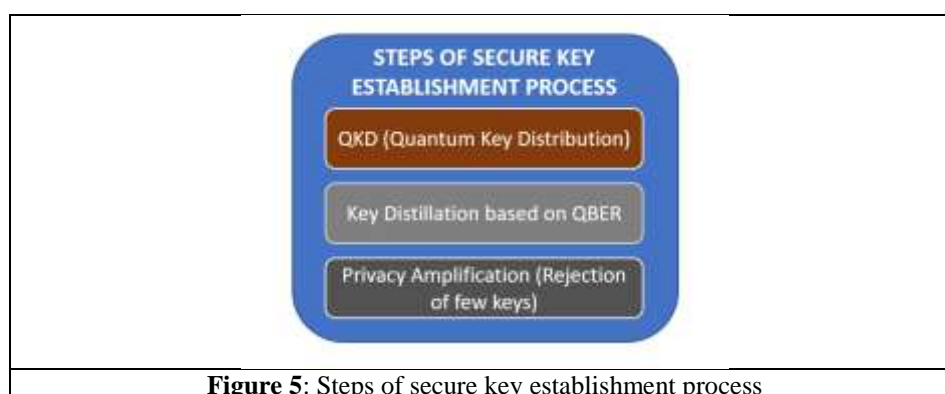 STEPS OF SECURE KEY
ESTABLISHMENT PROCESS
QKD (Quantum Key Distribution)
Key Distillation based on QBER
Privacy Amplification (Rejection
of few keys)
Figure 5: Steps of secure key establishment process